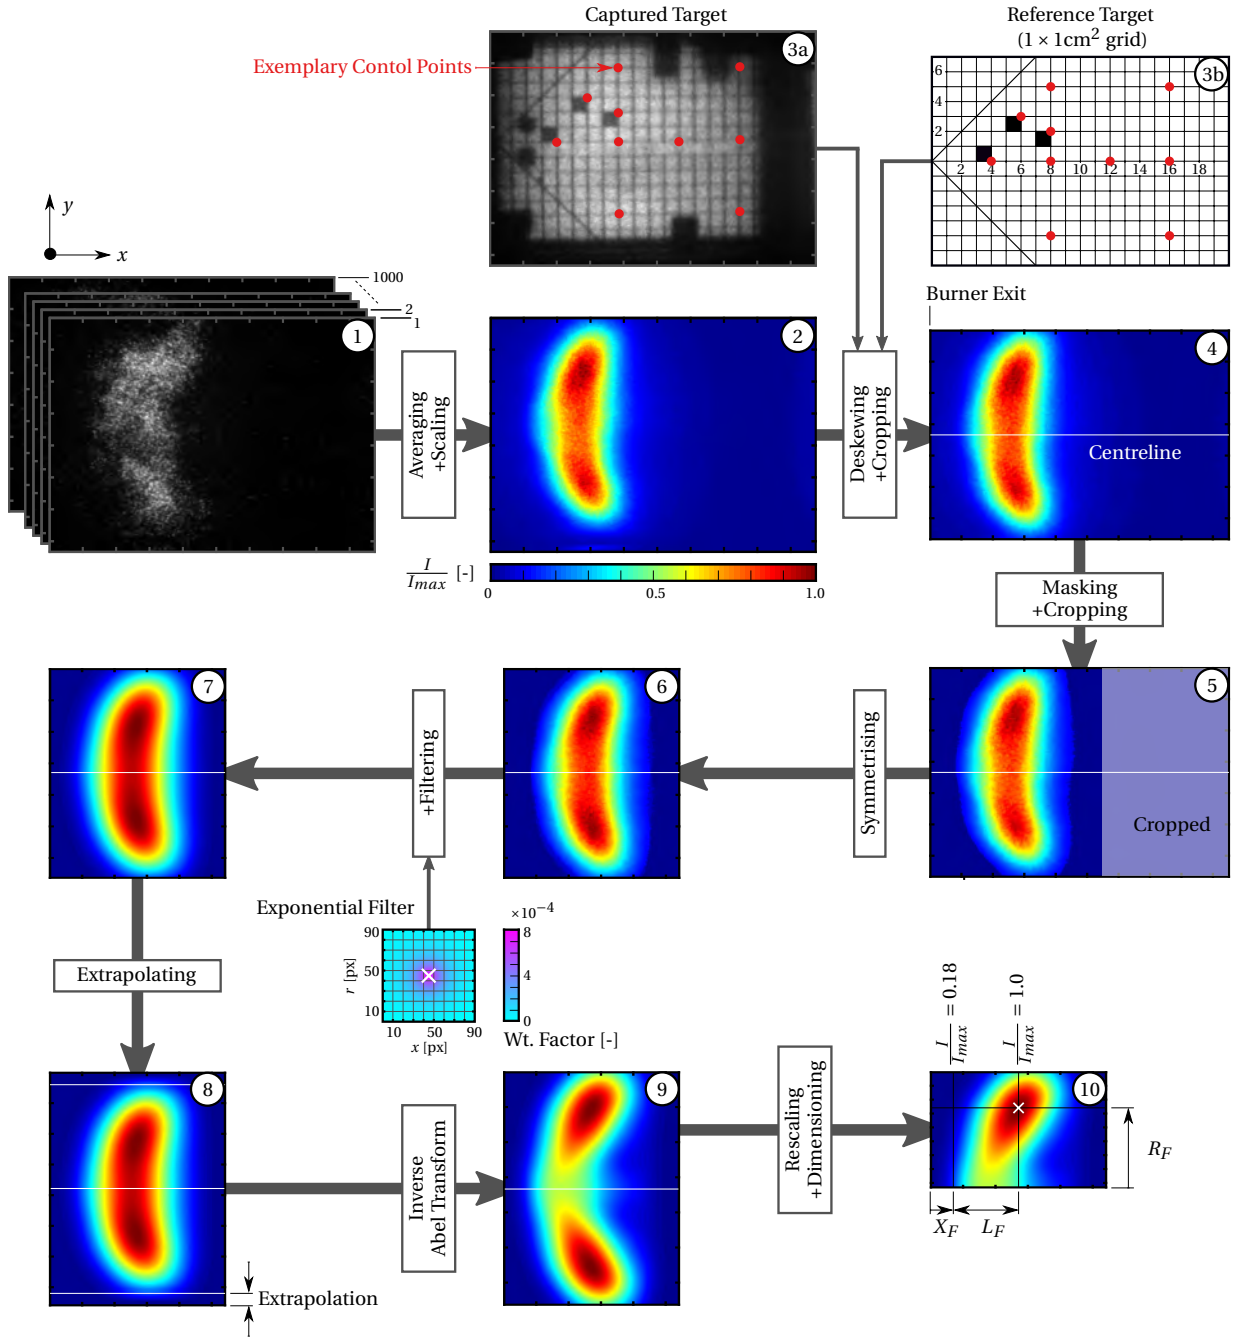 Captured Target
Reference Target
(1 × 1cm² grid)
Exemplary Contol Points
3a
3b
6
4
2
2 4 6 8 10 12 14 16 18
y
x
1000
2
1
1
2
Burner Exit
4
Averaging
+Scaling
Deskewing
+Cropping
Centreline
I/Imax [-]
0 0.5 1.0
Masking
+Cropping
7
6
5
+Filtering
Symmetrising
Cropped
Exponential Filter
×10⁻⁴
90
50
10
r [px]
10 50 90
x [px]
8
4
0
Wt. Factor [-]
Extrapolating
I/Imax = 0.18
I/Imax = 1.0
8
9
10
Inverse
Abel Transform
Rescaling
+Dimensioning
R_F
X_F
L_F
Extrapolation